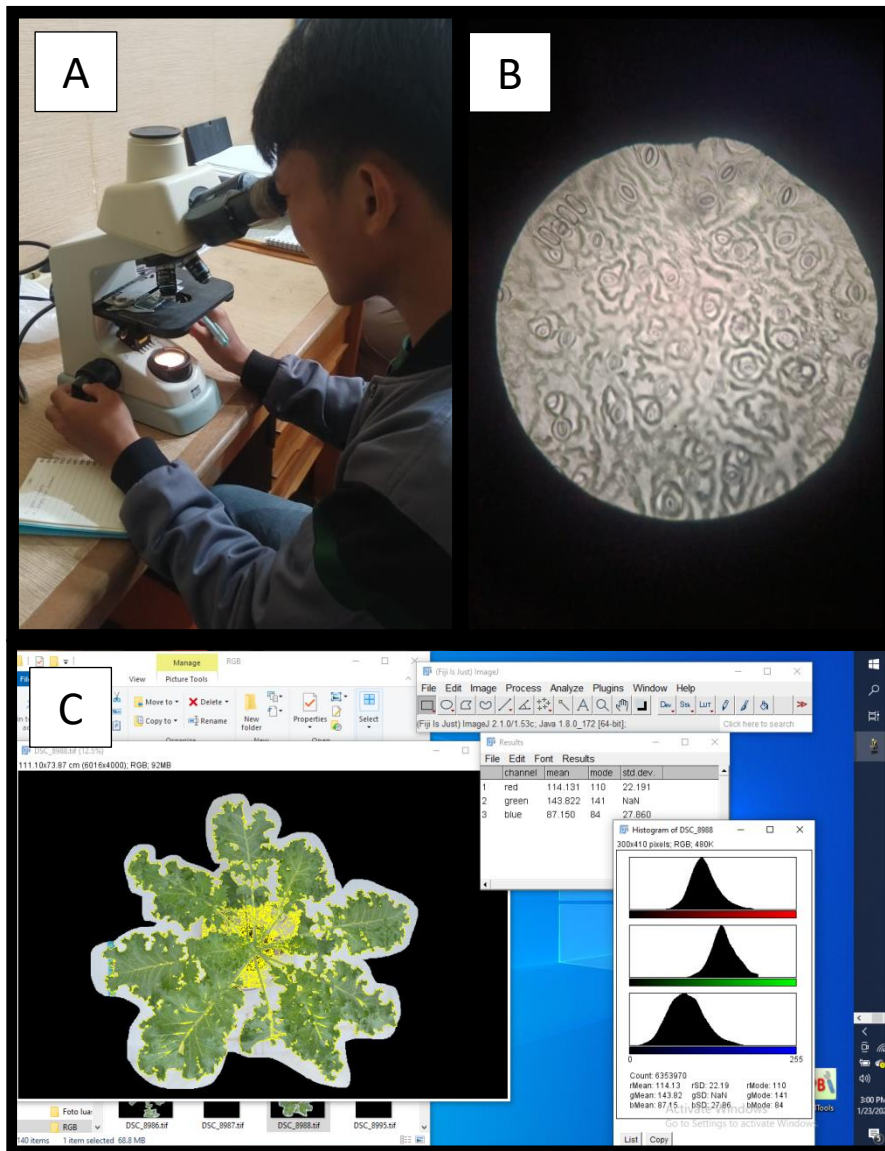 A
B
C
Manage
RGB
View
Picture Tools
Move to
Delete
Copy to
Rename
New
folder
Properties
Open
Select
DSC_8988.tif (12.5%)
111.10x73.97 cm (6016x4000); RGB; 92MB
(Fiji Is Just) ImageJ
File Edit Image Process Analyze Plugins Window Help
Dev. Stk LUT
(Fiji Is Just) ImageJ 2.1.0/1.53c; Java 1.8.0_172 [64-bit];
Click here to search
Results
File Edit Font Results
channel mean mode std.dev.
1 red 114.131 110 22.191
2 green 143.822 141 NaN
3 blue 87.150 84 27.860
Histogram of DSC_8988
300x410 pixels; RGB; 480K
0 255
Count: 6353970
rMean: 114.13 rSD: 22.19 rMode: 110
gMean: 143.82 gSD: NaN gMode: 141
bMean: 87.15 bSD: 27.86 bMode: 84
List Copy
Activate Windows
Go to Settings to activate Windows.
Foto
RGB
DSC_8986.tif
DSC_8987.tif
DSC_8988.tif
DSC_8995.tif
140 items 1 item selected 68.8 MB
3:00 PM